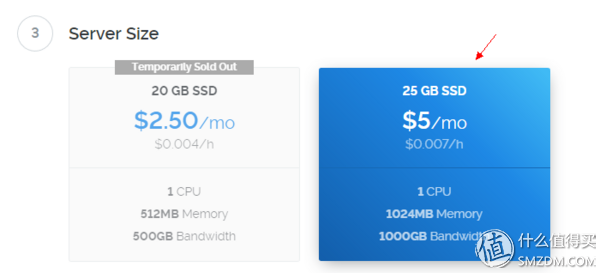 3 Server Size
Temporarily Sold Out
20 GB SSD
$2.50/mo
$0.004/h
1 CPU
512MB Memory
500GB Bandwidth
25 GB SSD
$5/mo
$0.007/h
1 CPU
1024MB Memory
1000GB Bandwidth
值 什么值得买
SMZDM.COM